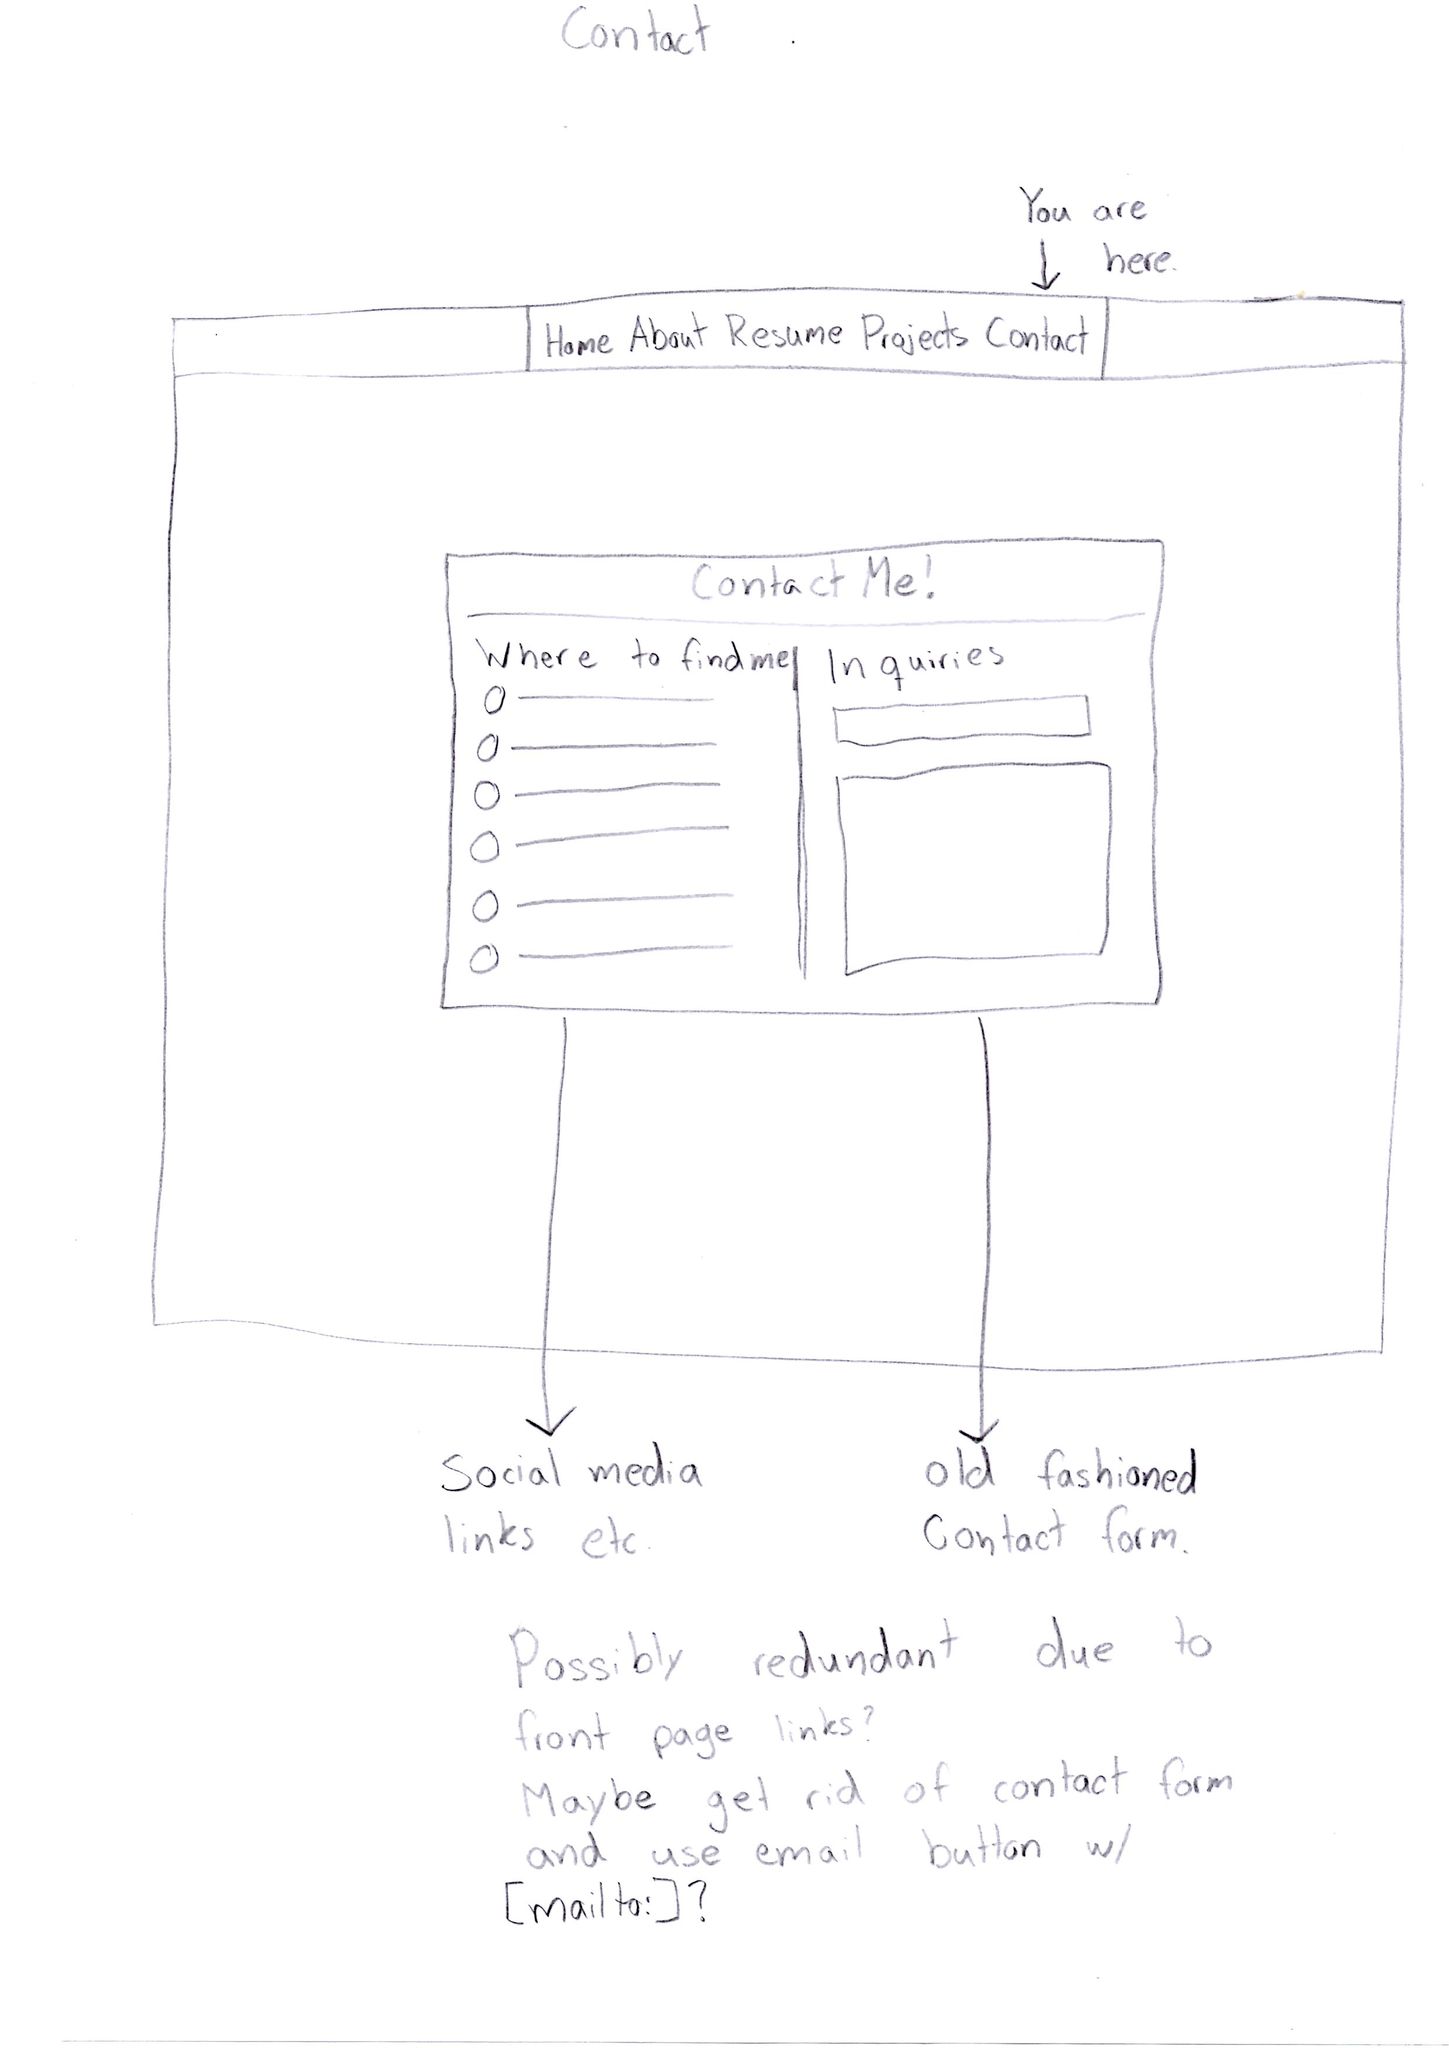 Contact
You are
here.
Home About Resume Projects Contact
Contact Me!
Where to find me
Inquiries
Social media
links etc.
old fashioned
Contact form.
Possibly redundant due to
front page links?
Maybe get rid of contact form
and use email button w/
[mailto:]?